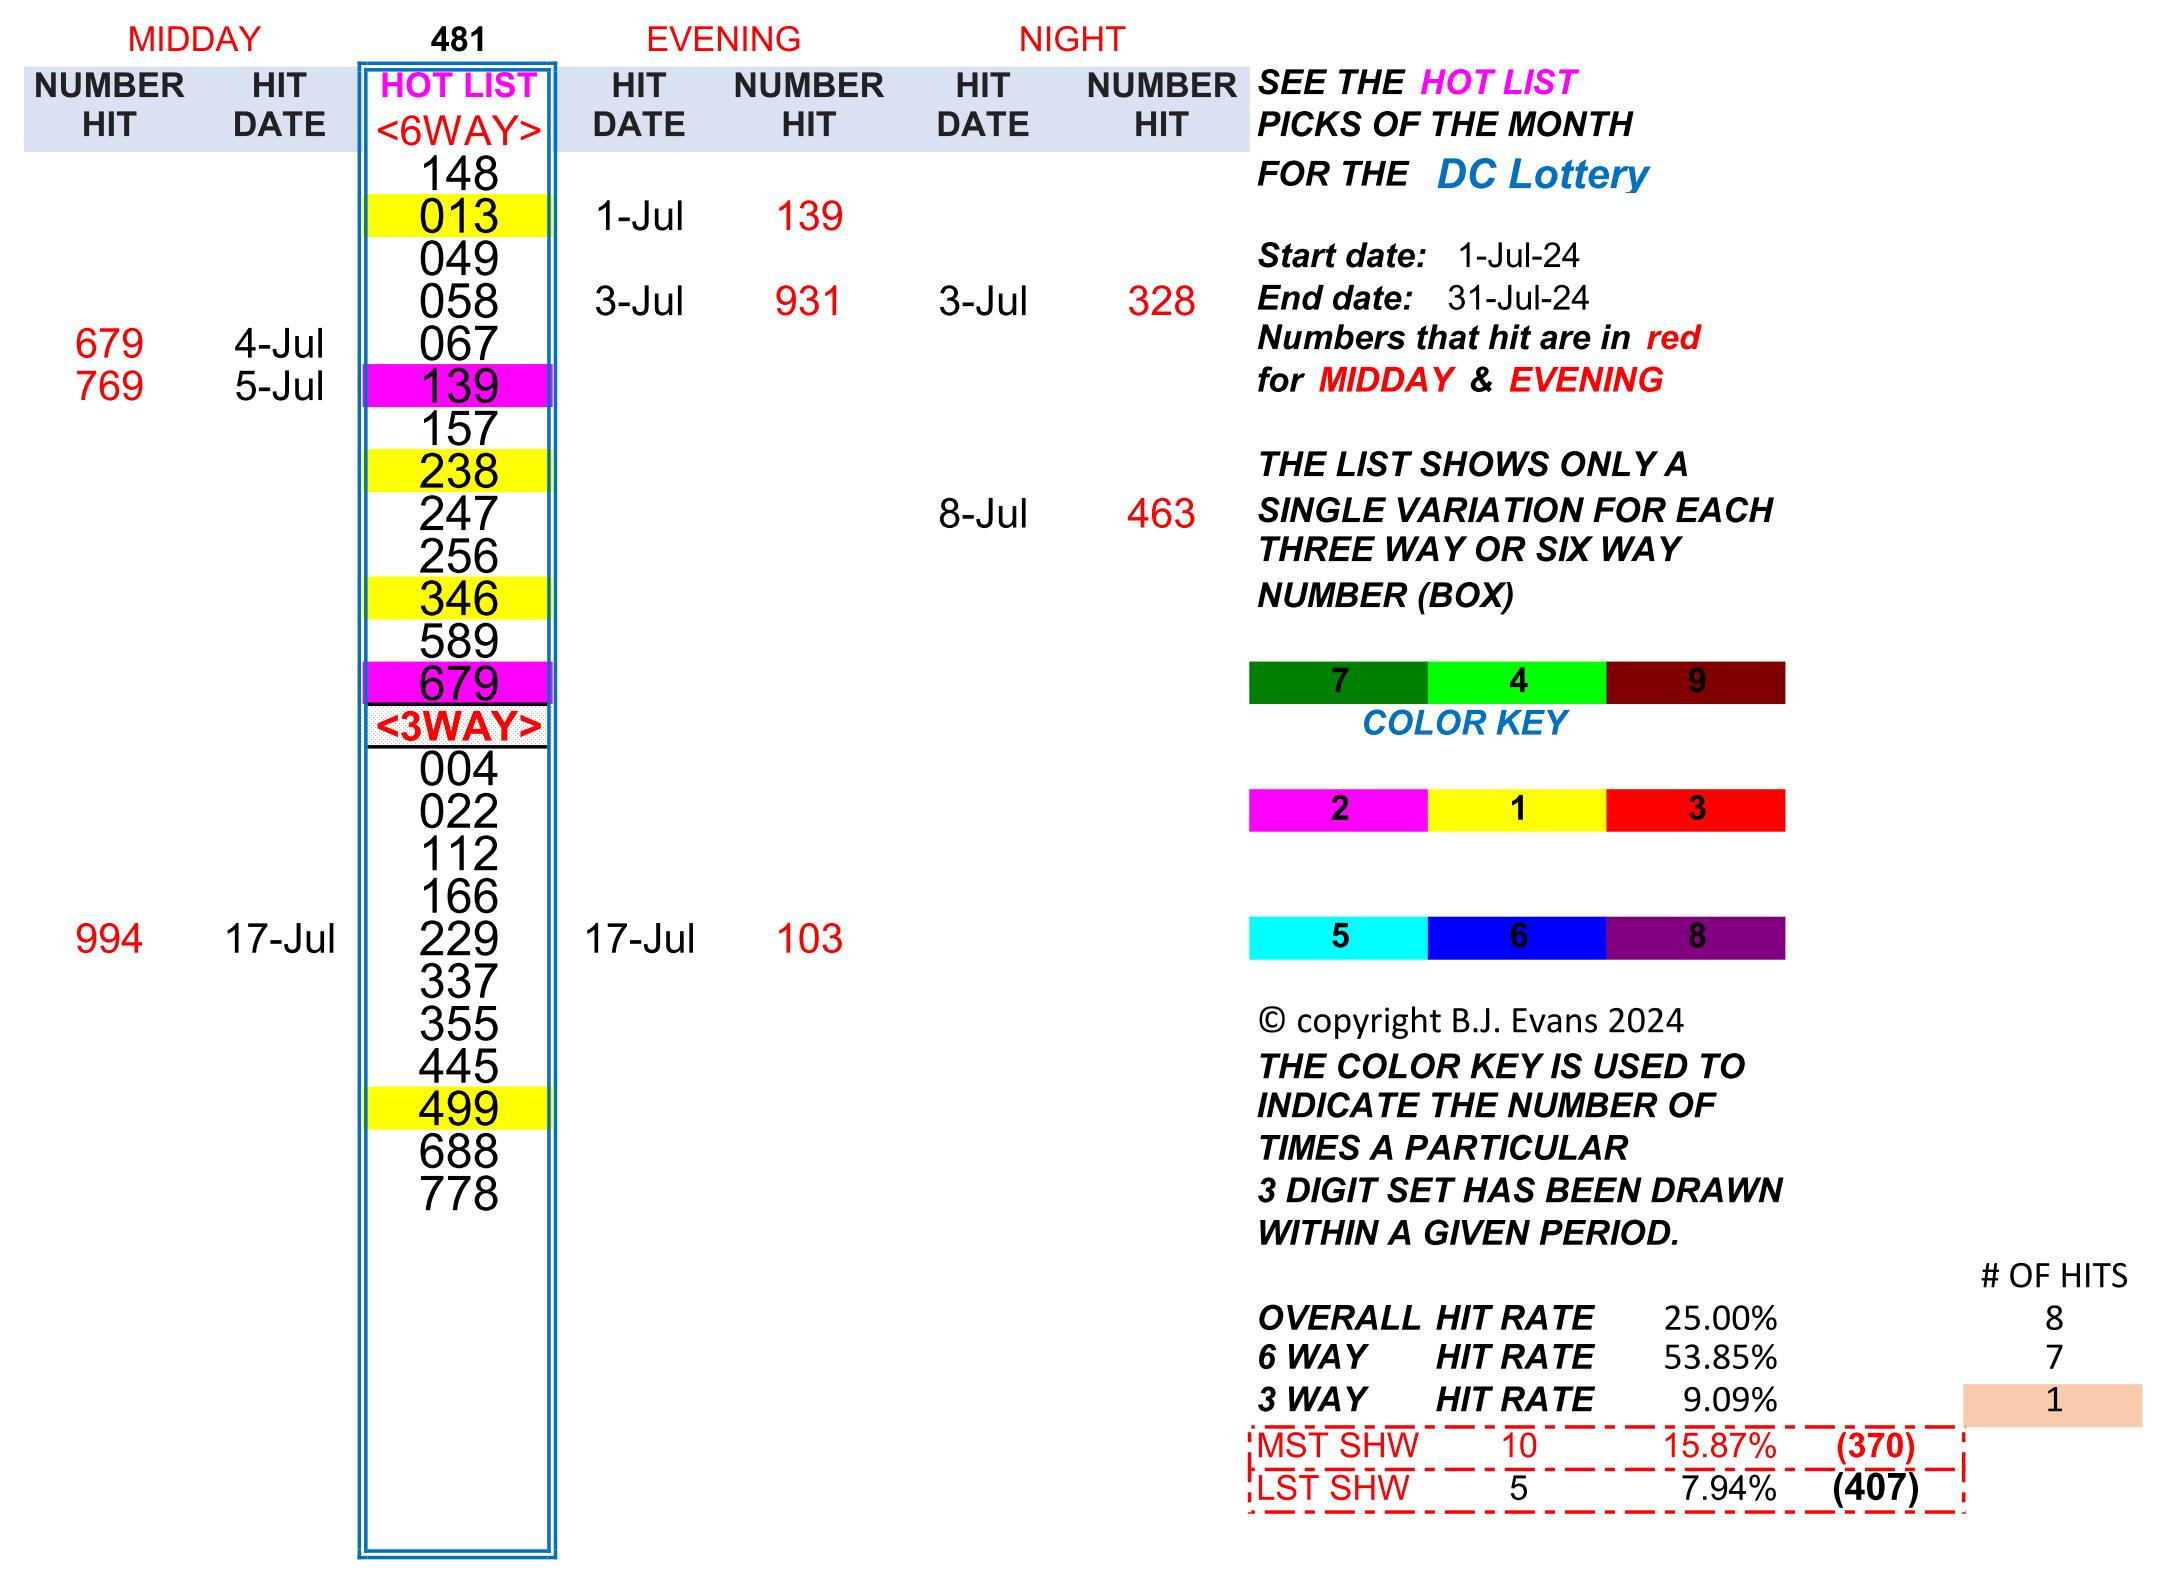 MIDDAY 481 EVENING NIGHT
NUMBER HIT HOT LIST HIT NUMBER HIT NUMBER SEE THE HOT LIST
HIT DATE <6WAY> DATE HIT DATE HIT PICKS OF THE MONTH
148 FOR THE DC Lottery
013 1-Jul 139
049 Start date: 1-Jul-24
058 3-Jul 931 3-Jul 328 End date: 31-Jul-24
679 4-Jul 067 Numbers that hit are in red
769 5-Jul 139 for MIDDAY & EVENING
157
238 THE LIST SHOWS ONLY A
247 8-Jul 463 SINGLE VARIATION FOR EACH
256 THREE WAY OR SIX WAY
346 NUMBER (BOX)
589
679 7 4 9
<3WAY> COLOR KEY
004
022 2 1 3
112
166
994 17-Jul 229 17-Jul 103 5 6 8
337
355 © copyright B.J. Evans 2024
445 THE COLOR KEY IS USED TO
499 INDICATE THE NUMBER OF
688 TIMES A PARTICULAR
778 3 DIGIT SET HAS BEEN DRAWN
WITHIN A GIVEN PERIOD.
# OF HITS
OVERALL HIT RATE 25.00% 8
6 WAY HIT RATE 53.85% 7
3 WAY HIT RATE 9.09% 1
MST SHW 10 15.87% (370)
LST SHW 5 7.94% (407)